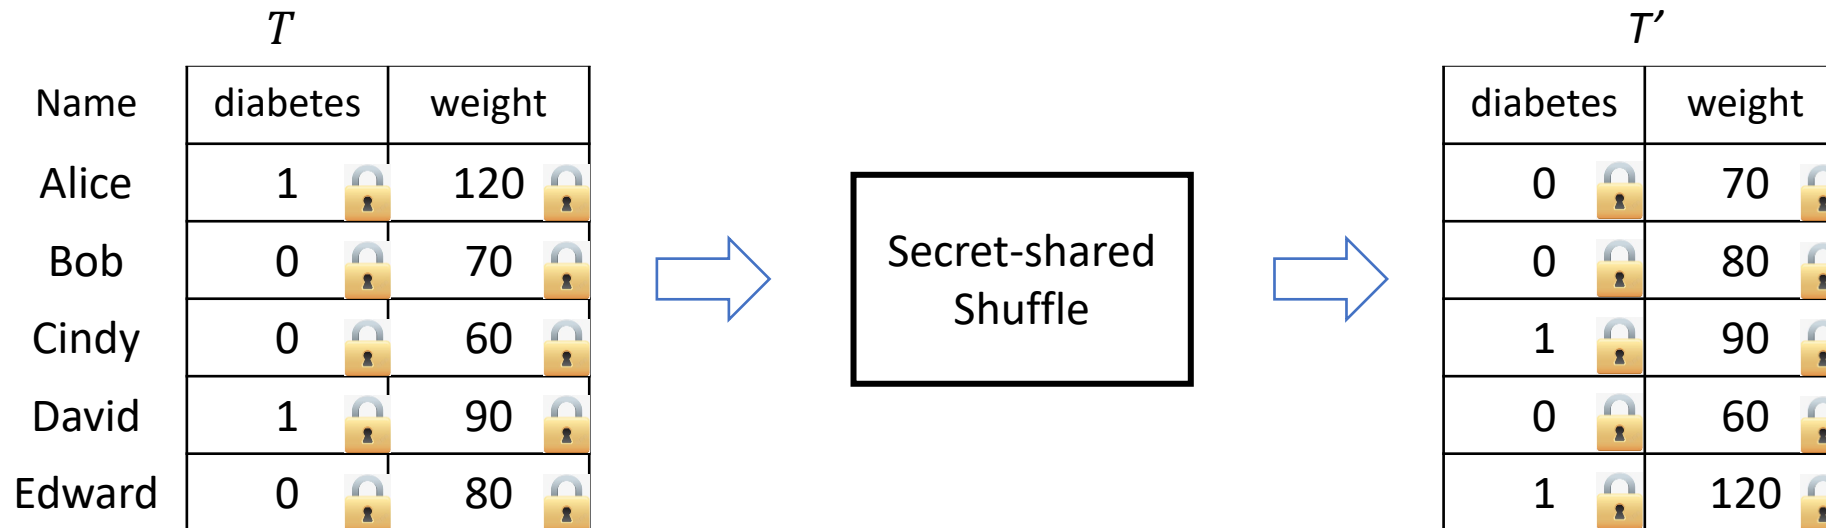 T
T’
Name diabetes weight
Alice 1 120
Bob 0 70
Cindy 0 60
David 1 90
Edward 0 80
Secret-shared
Shuffle
diabetes weight
0 70
0 80
1 90
0 60
1 120